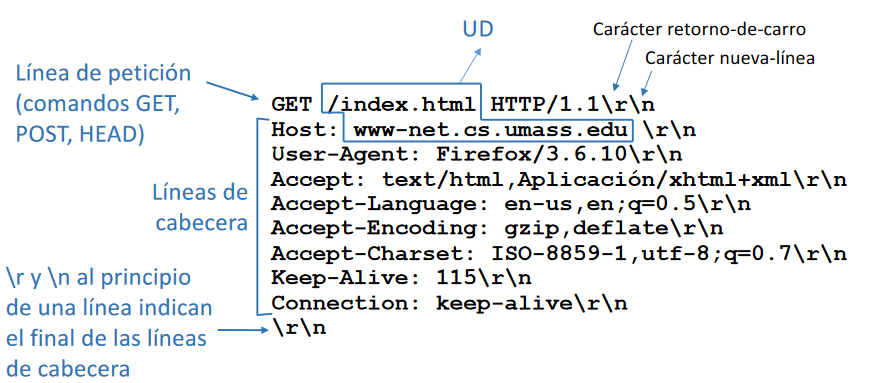 UD
Carácter retorno-de-carro
Carácter nueva-línea
Línea de petición
(comandos GET,
POST, HEAD)
GET /index.html HTTP/1.1\r\n
Host: www-net.cs.umass.edu \r\n
User-Agent: Firefox/3.6.10\r\n
Accept: text/html,Aplicación/xhtml+xml\r\n
Accept-Language: en-us,en;q=0.5\r\n
Accept-Encoding: gzip,deflate\r\n
Accept-Charset: ISO-8859-1,utf-8;q=0.7\r\n
Keep-Alive: 115\r\n
Connection: keep-alive\r\n
\r\n
Líneas de
cabecera
\r y \n al principio
de una línea indican
el final de las líneas
de cabecera